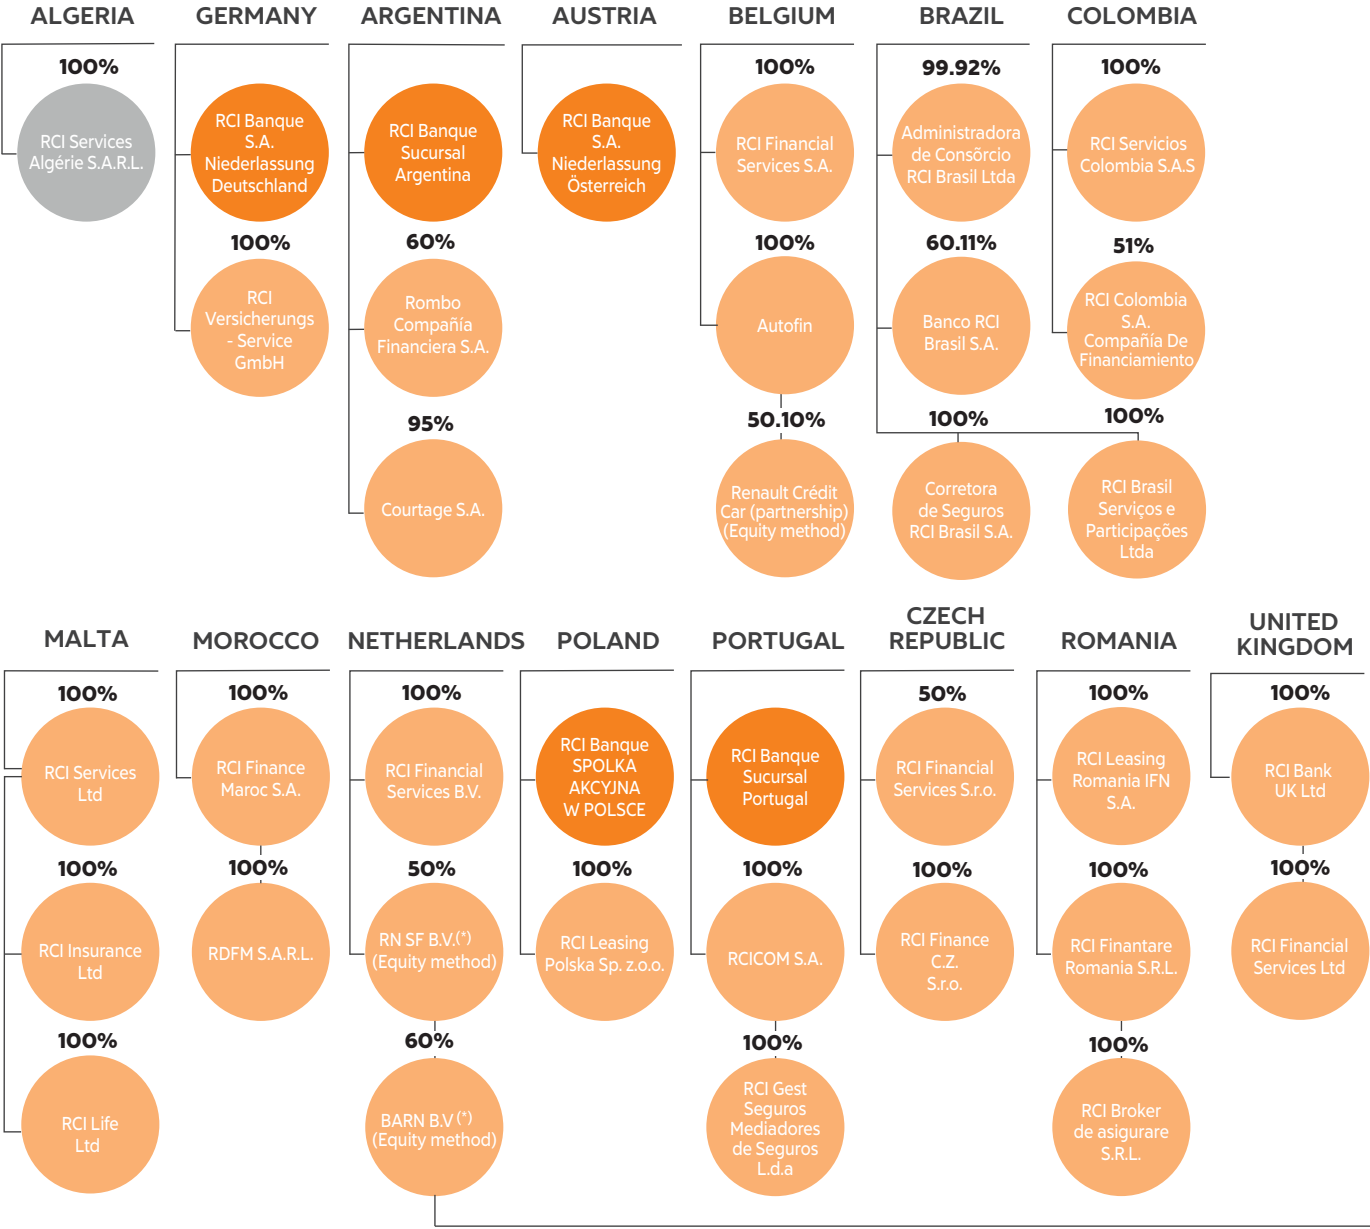 ALGERIA
100%
RCI Services
Algérie S.A.R.L.
GERMANY
RCI Banque
S.A.
Niederlassung
Deutschland
100%
RCI
Versicherungs
- Service
GmbH
ARGENTINA
RCI Banque
Sucursal
Argentina
60%
Rombo
Compañía
Financiera S.A.
95%
Courtage S.A.
AUSTRIA
RCI Banque
S.A.
Niederlassung
Österreich
BELGIUM
100%
RCI Financial
Services S.A.
100%
Autofin
50.10%
Renault Crédit
Car (partnership)
(Equity method)
BRAZIL
99.92%
Administradora
de Consõrcio
RCI Brasil Ltda
60.11%
Banco RCI
Brasil S.A.
100%
Corretora
de Seguros
RCI Brasil S.A.
100%
RCI Brasil
Serviços e
Participações
Ltda
COLOMBIA
100%
RCI Servicios
Colombia S.A.S
51%
RCI Colombia
S.A.
Compañía De
Financiamiento
MALTA
100%
RCI Services
Ltd
100%
RCI Insurance
Ltd
100%
RCI Life
Ltd
MOROCCO
100%
RCI Finance
Maroc S.A.
100%
RDFM S.A.R.L.
NETHERLANDS
100%
RCI Financial
Services B.V.
50%
RN SF B.V.(*)
(Equity method)
60%
BARN B.V (*)
(Equity method)
POLAND
RCI Banque
SPOLKA
AKCYJNA
W POLSCE
100%
RCI Leasing
Polska Sp. z.o.o.
PORTUGAL
RCI Banque
Sucursal
Portugal
100%
RCICOM S.A.
100%
RCI Gest
Seguros
Mediadores
de Seguros
L.d.a
CZECH
REPUBLIC
50%
RCI Financial
Services S.r.o.
100%
RCI Finance
C.Z.
S.r.o.
ROMANIA
100%
RCI Leasing
Romania IFN
S.A.
100%
RCI Finantare
Romania S.R.L.
100%
RCI Broker
de asigurare
S.R.L.
UNITED
KINGDOM
100%
RCI Bank
UK Ltd
100%
RCI Financial
Services Ltd